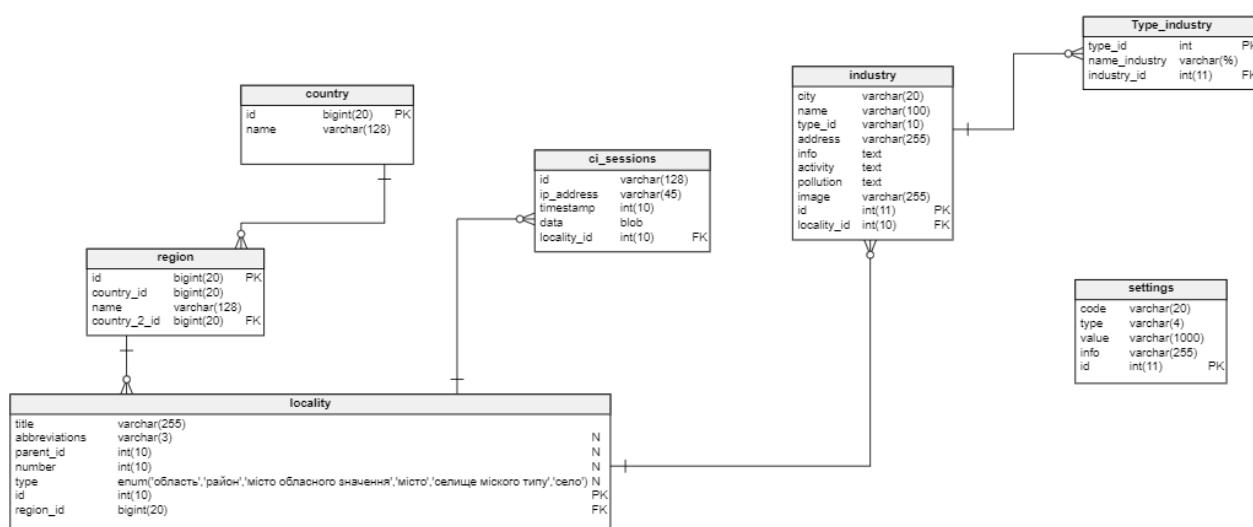 Type_industry
type_id int PK
name_industry varchar(%)
industry_id int(11) FK
industry
city varchar(20)
name varchar(100)
type_id varchar(10)
address varchar(255)
info text
activity text
pollution text
image varchar(255)
id int(11) PK
locality_id int(10) FK
country
id bigint(20) PK
name varchar(128)
ci_sessions
id varchar(128)
ip_address varchar(45)
timestamp int(10)
data blob
locality_id int(10) FK
region
id bigint(20) PK
country_id bigint(20)
name varchar(128)
country_2_id bigint(20) FK
settings
code varchar(20)
type varchar(4)
value varchar(1000)
info varchar(255)
id int(11) PK
locality
title varchar(255)
abbreviations varchar(3) N
parent_id int(10) N
number int(10) N
type enum('область','район','місто обласного значення','місто','селище міского типу','село') N
id int(10) PK
region_id bigint(20) FK